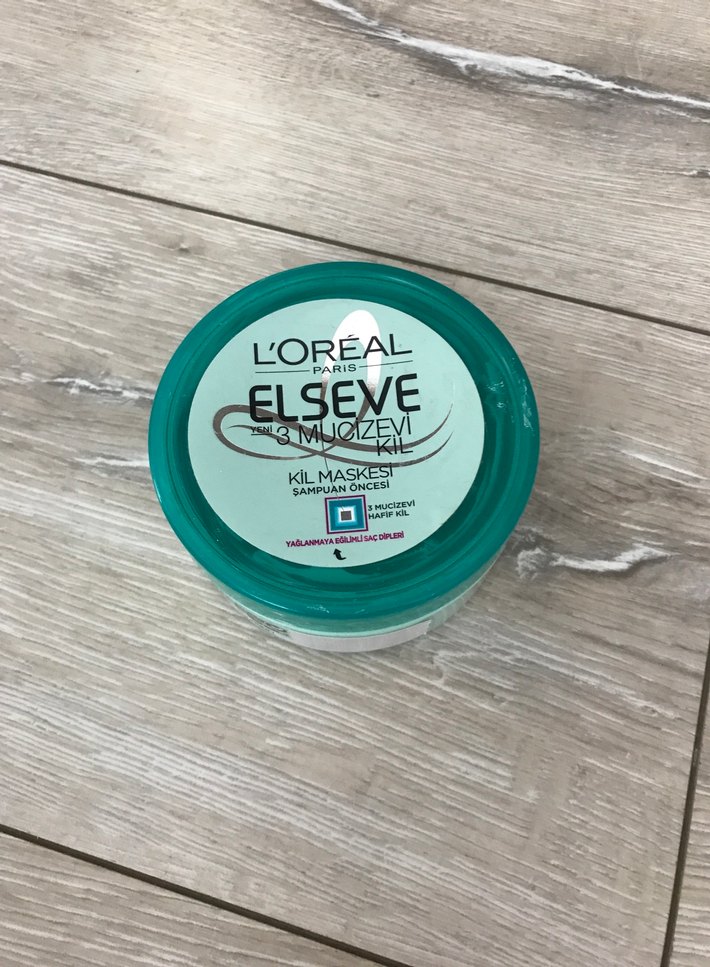 L'ORÉAL
PARIS
ELSEVE
YENİ 3 MUCİZEVİ
KİL
KİL MASKESİ
ŞAMPUAN ÖNCESİ
3 MUCİZEVİ
HAFİF KİL
YAĞLANMAYA EĞİLİMLİ SAÇ DİPLERİ